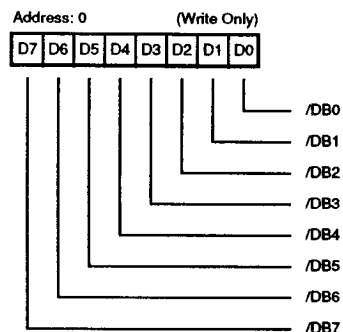 Address: 0 (Write Only)
D7 D6 D5 D4 D3 D2 D1 D0
/DB0
/DB1
/DB2
/DB3
/DB4
/DB5
/DB6
/DB7